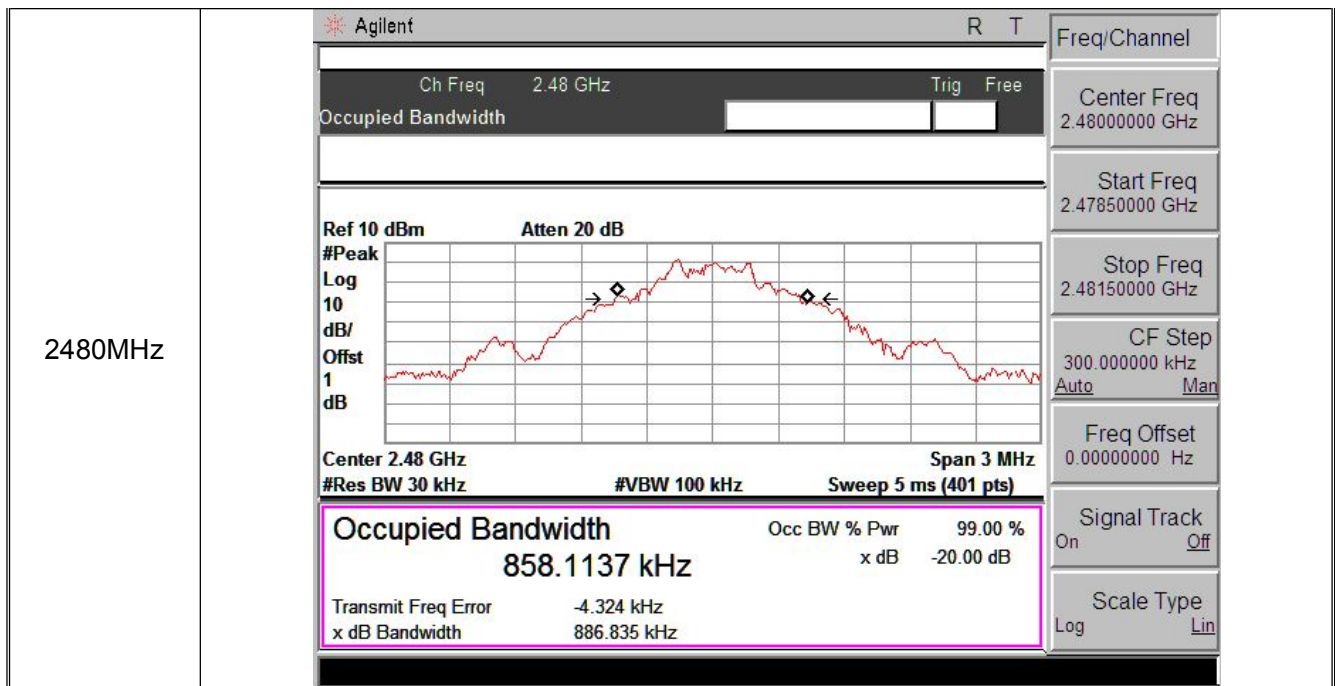 2480MHz
Agilent R T
Ch Freq 2.48 GHz Trig Free
Occupied Bandwidth
Ref 10 dBm Atten 20 dB
#Peak
Log
10
dB/
Offst
1
dB
Center 2.48 GHz Span 3 MHz
#Res BW 30 kHz #VBW 100 kHz Sweep 5 ms (401 pts)
Occupied Bandwidth Occ BW % Pwr 99.00 %
858.1137 kHz x dB -20.00 dB
Transmit Freq Error -4.324 kHz
x dB Bandwidth 886.835 kHz
Freq/Channel
Center Freq
2.48000000 GHz
Start Freq
2.47850000 GHz
Stop Freq
2.48150000 GHz
CF Step
300.000000 kHz
Auto Man
Freq Offset
0.00000000 Hz
Signal Track
On Off
Scale Type
Log Lin